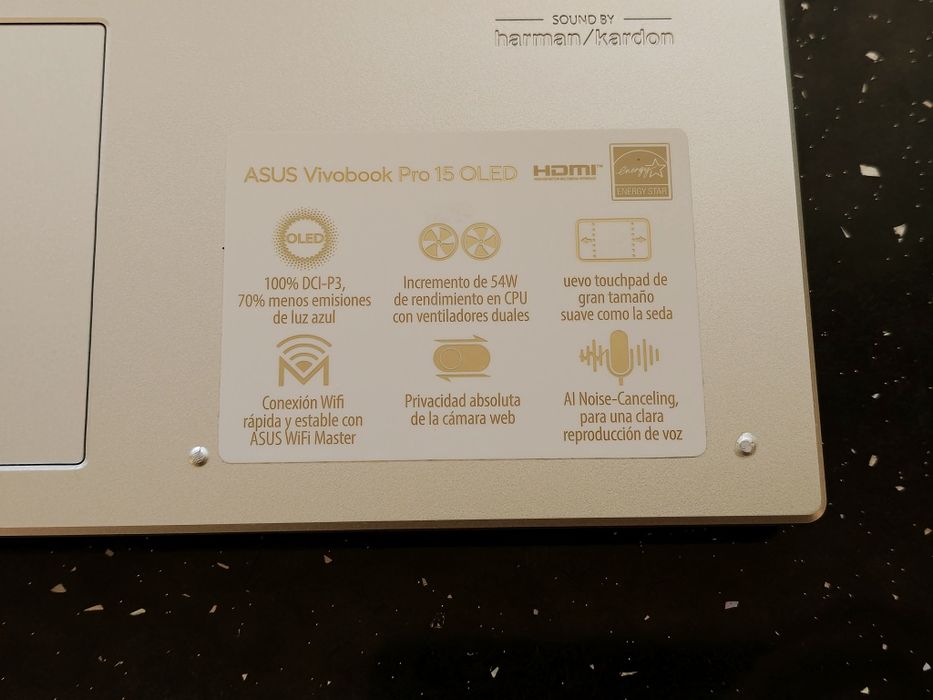 SOUND BY
harman/kardon
ASUS Vivobook Pro 15 OLED
HDMI™
energy
ENERGY STAR
OLED
100% DCI-P3,
70% menos emisiones
de luz azul
Incremento de 54W
de rendimiento en CPU
con ventiladores duales
uevo touchpad de
gran tamaño
suave como la seda
Conexión Wifi
rápida y estable con
ASUS WiFi Master
Privacidad absoluta
de la cámara web
AI Noise-Canceling,
para una clara
reproducción de voz